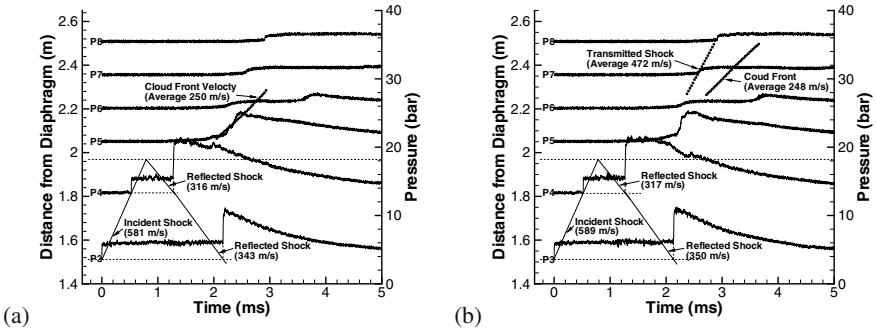 2.6
2.4
2.2
2
1.8
1.6
1.4
Distance from Diaphragm (m)
40
30
20
10
0
Pressure (bar)
0 1 2 3 4 5
Time (ms)
P8
P7
P6
P5
P4
P3
Cloud Front Velocty
(Average 250 m/s)
Reflected Shock
(316 m/s)
Incident Shock
(581 m/s)
Reflected Shock
(343 m/s)
(a)
2.6
2.4
2.2
2
1.8
1.6
1.4
Distance from Diaphragm (m)
40
30
20
10
0
Pressure (bar)
0 1 2 3 4 5
Time (ms)
P8
P7
P6
P5
P4
P3
Transmitted Shock
(Average 472 m/s)
Coud Front
(Average 248 m/s)
Reflected Shock
(317 m/s)
Incident Shock
(589 m/s)
Reflected Shock
(350 m/s)
(b)